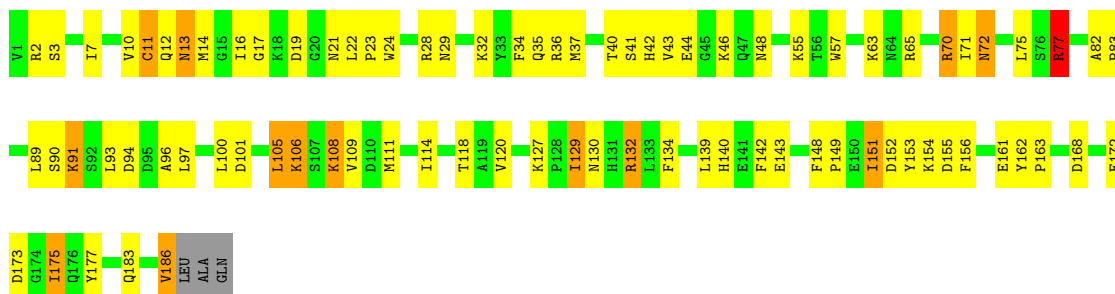 V1 R2 S3 I7 V10 C11 Q12 N13 M14 G15 I16 G17 K18 D19 G20 N21 L22 P23 W24 R28 N29 K32 Y33 F34 Q35 R36 M37 T40 S41 H42 V43 E44 G45 K46 Q47 N48 K55 T56 W57 K63 N64 R65 R70 I71 N72 L75 S76 R77 A82
L89 S90 K91 S92 L93 D94 D95 A96 L97 L100 D101 L105 K106 S107 K108 V109 D110 M111 I114 T118 A119 V120 K127 P128 I129 N130 H131 R132 L133 F134 L139 H140 E141 F142 E143 F148 P149 E150 I151 D152 Y153 K154 D155 F156 E161 Y162 P163 D168
D173 G174 I175 Q176 Y177 Q183 V186 LEU ALA GLN